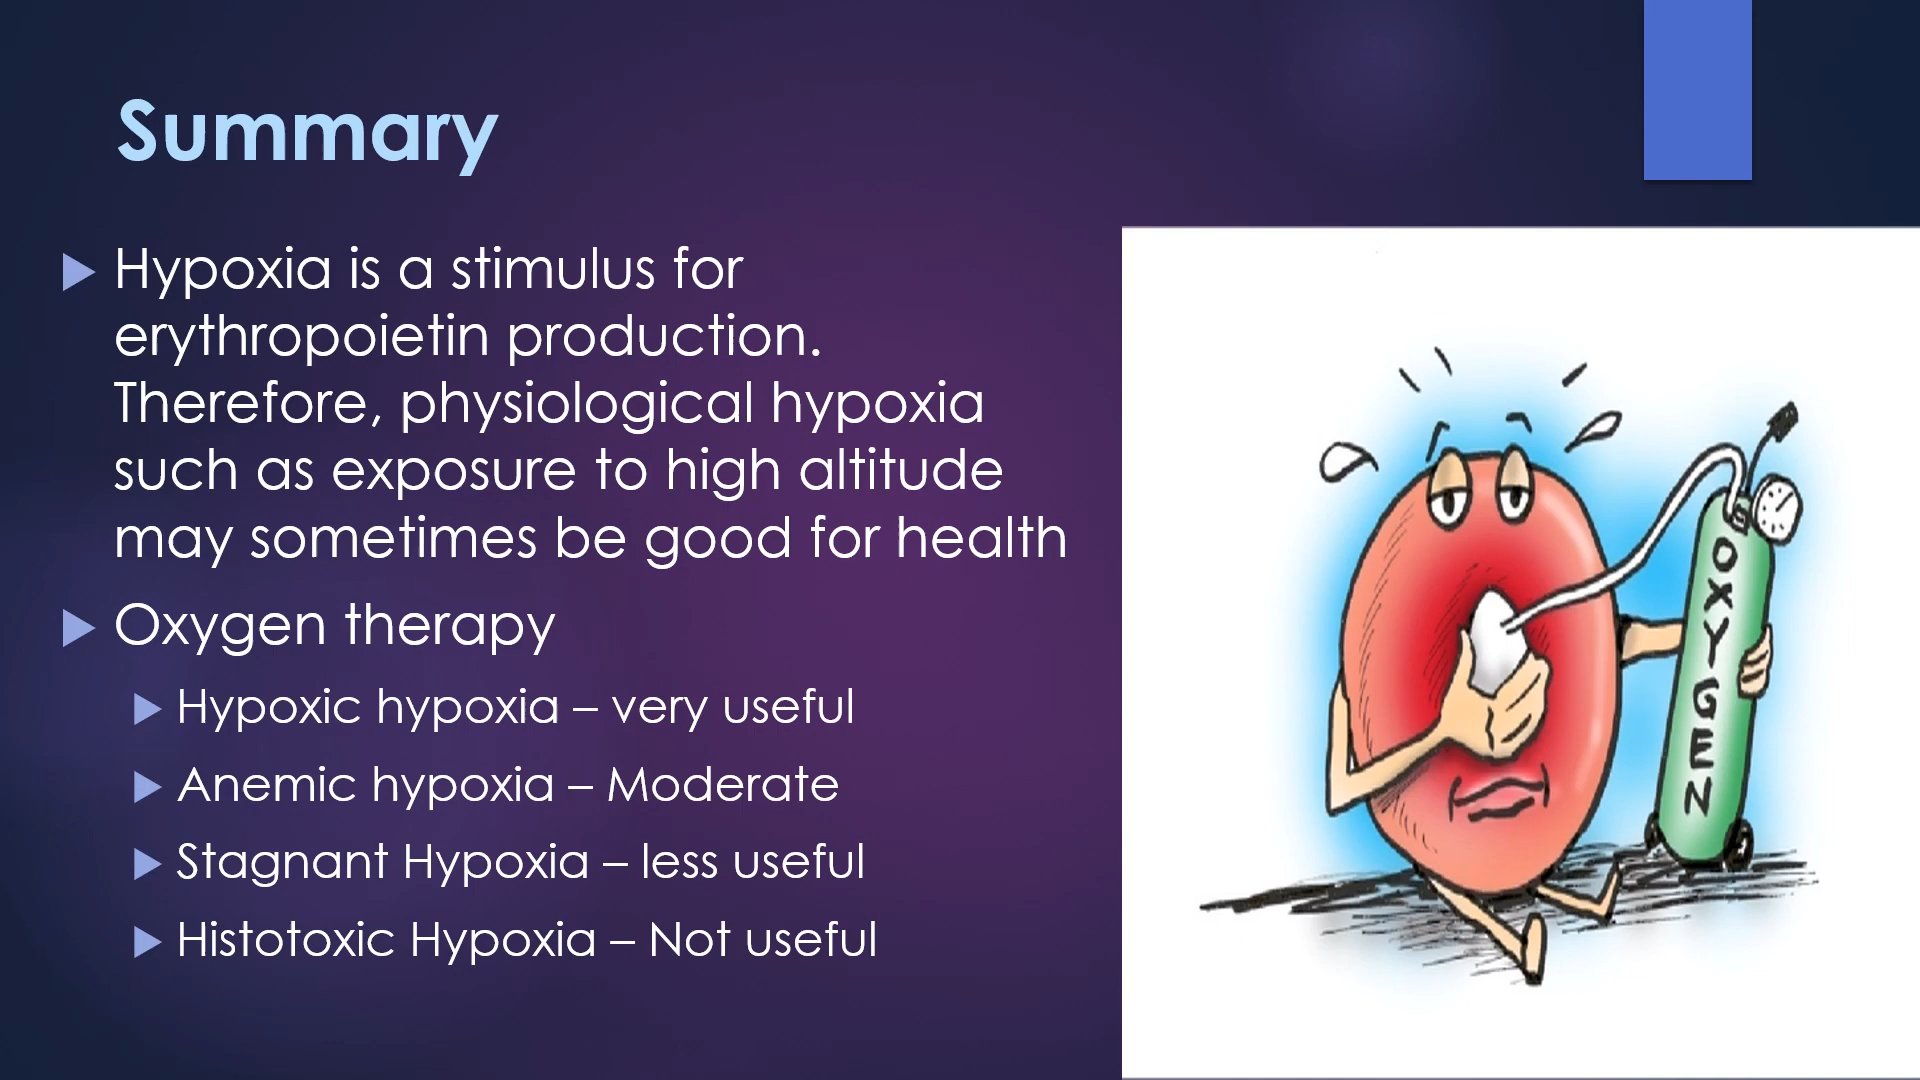 Summary
Hypoxia is a stimulus for
erythropoietin production.
Therefore, physiological hypoxia
such as exposure to high altitude
may sometimes be good for health
Oxygen therapy
Hypoxic hypoxia – very useful
Anemic hypoxia – Moderate
Stagnant Hypoxia – less useful
Histotoxic Hypoxia – Not useful
OXYGEN